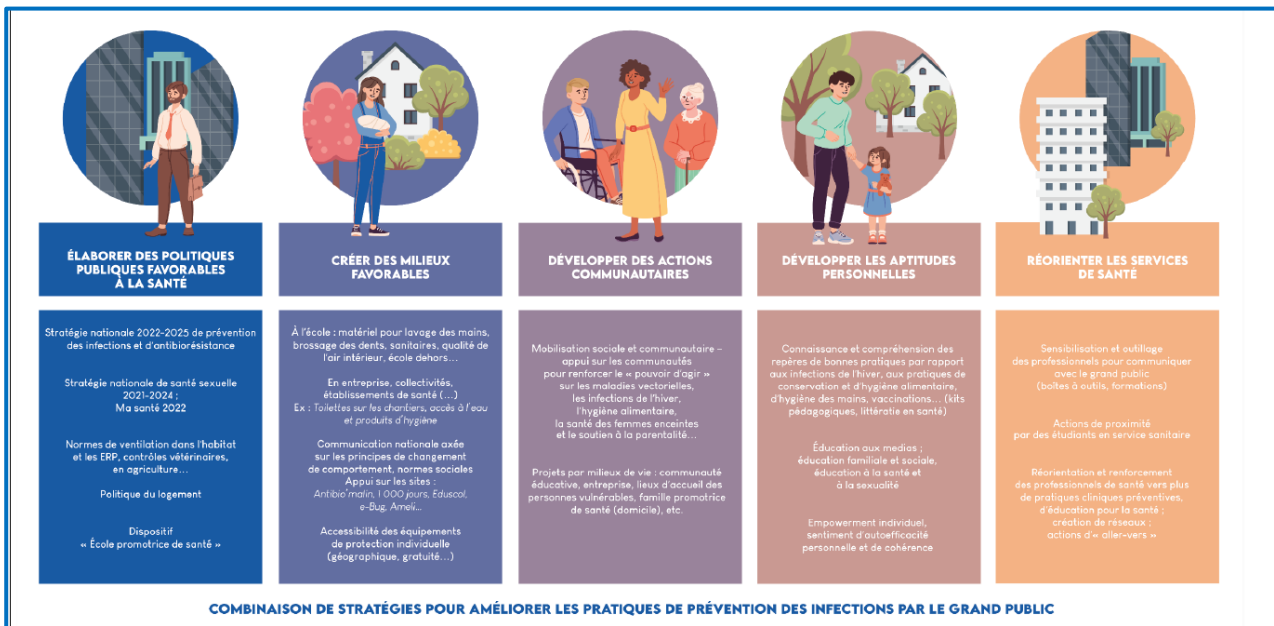 ÉLABORER DES POLITIQUES
PUBLIQUES FAVORABLES
À LA SANTÉ
Stratégie nationale 2022-2025 de prévention
des infections et d'antibiorésistance
Stratégie nationale de santé sexuelle
2021-2024 ;
Ma santé 2022
Normes de ventilation dans l'habitat
et les ERP, contrôles vétérinaires,
en agriculture...
Politique du logement
Dispositif
« École promotrice de santé »
CRÉER DES MILIEUX
FAVORABLES
À l'école : matériel pour lavage des mains,
brossage des dents, sanitaires, qualité de
l'air intérieur, école dehors...
En entreprise, collectivités,
établissements de santé (...)
Ex : Toilettes sur les chantiers, accès à l'eau
et produits d'hygiène
Communication nationale axée
sur les principes de changement
de comportement, normes sociales
Appui sur les sites :
Antibio'malin, 1 000 jours, Eduscol,
e-Bug, Ameli...
Accessibilité des équipements
de protection individuelle
(géographique, gratuité...)
DÉVELOPPER DES ACTIONS
COMMUNAUTAIRES
Mobilisation sociale et communautaire –
appui sur les communautés
pour renforcer le « pouvoir d'agir »
sur les maladies vectorielles,
les infections de l'hiver,
l'hygiène alimentaire,
la santé des femmes enceintes
et le soutien à la parentalité...
Projets par milieu de vie : communauté
éducative, entreprise, lieux d'accueil des
personnes vulnérables, famille promotrice
de santé (domicile), etc.
DÉVELOPPER LES APTITUDES
PERSONNELLES
Connaissance et compréhension des
repères de bonnes pratiques par rapport
aux infections de l'hiver, aux pratiques de
conservation et d'hygiène alimentaire,
d'hygiène des mains, vaccinations... (kits
pédagogiques, littératie en santé)
Éducation aux medias ;
éducation familiale et sociale,
éducation à la santé et
à la sexualité
Empowerment individuel,
sentiment d'autoefficacité
personnelle et de cohérence
RÉORIENTER LES SERVICES
DE SANTÉ
Sensibilisation et outillage
des professionnels pour communiquer
avec le grand public
(boîtes à outils, formations)
Actions de proximité
par des étudiants en service sanitaire
Réorientation et renforcement
des professionnels de santé vers plus
de pratiques cliniques préventives,
d'éducation pour la santé ;
création de réseaux ;
actions d'« aller-vers »
COMBINAISON DE STRATÉGIES POUR AMÉLIORER LES PRATIQUES DE PRÉVENTION DES INFECTIONS PAR LE GRAND PUBLIC